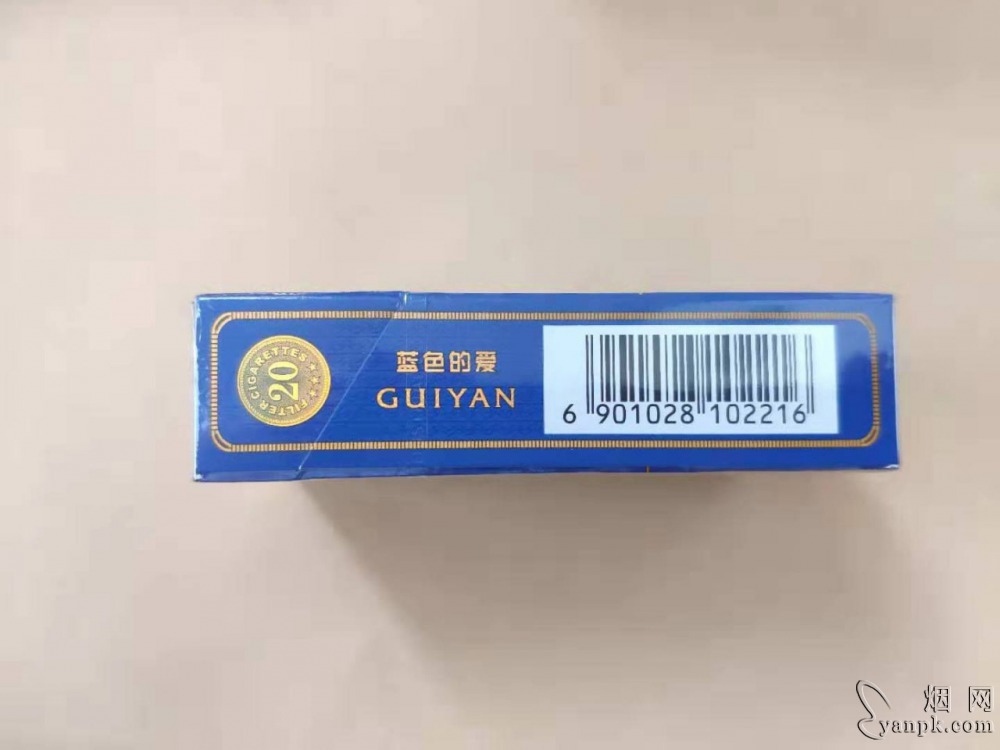 FILTER CIGARETTES
20
蓝色的爱
GUIYAN
6 901028 102216
烟网
yanpk.com